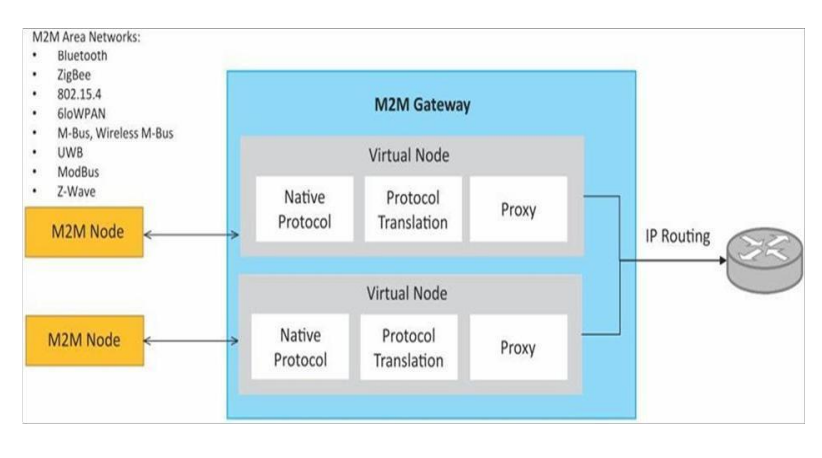 M2M Area Networks:
• Bluetooth
• ZigBee
• 802.15.4
• 6loWPAN
• M-Bus, Wireless M-Bus
• UWB
• ModBus
• Z-Wave
M2M Gateway
Virtual Node
Native
Protocol
Protocol
Translation
Proxy
M2M Node
IP Routing
Virtual Node
Native
Protocol
Protocol
Translation
Proxy
M2M Node